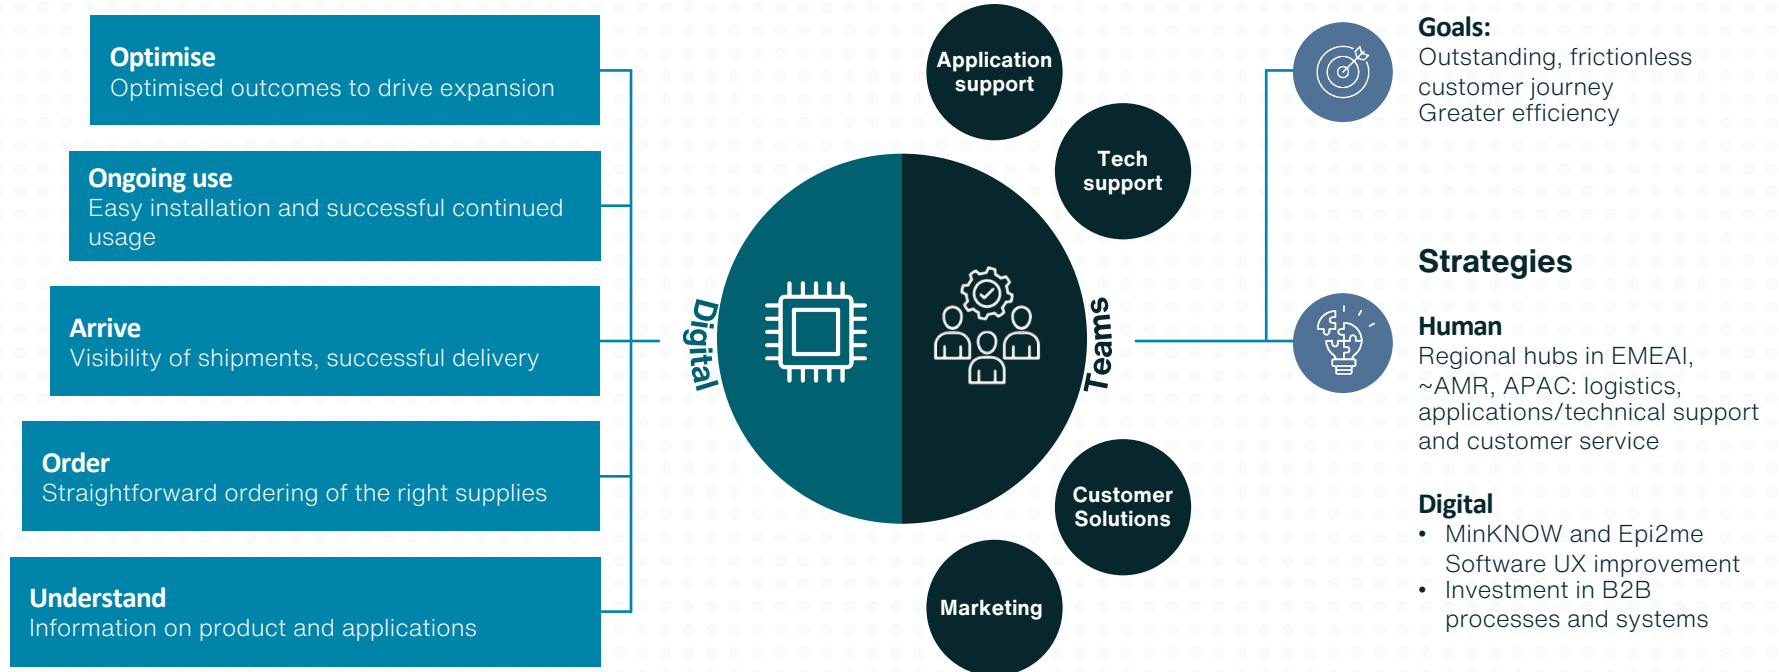 Optimise
Optimised outcomes to drive expansion
Ongoing use
Easy installation and successful continued
usage
Arrive
Visibility of shipments, successful delivery
Order
Straightforward ordering of the right supplies
Understand
Information on product and applications
Digital
Teams
Application
support
Tech
support
Customer
Solutions
Marketing
Goals:
Outstanding, frictionless
customer journey
Greater efficiency
Strategies
Human
Regional hubs in EMEAI,
~AMR, APAC: logistics,
applications/technical support
and customer service
Digital
• MinKNOW and Epi2me
Software UX improvement
• Investment in B2B
processes and systems